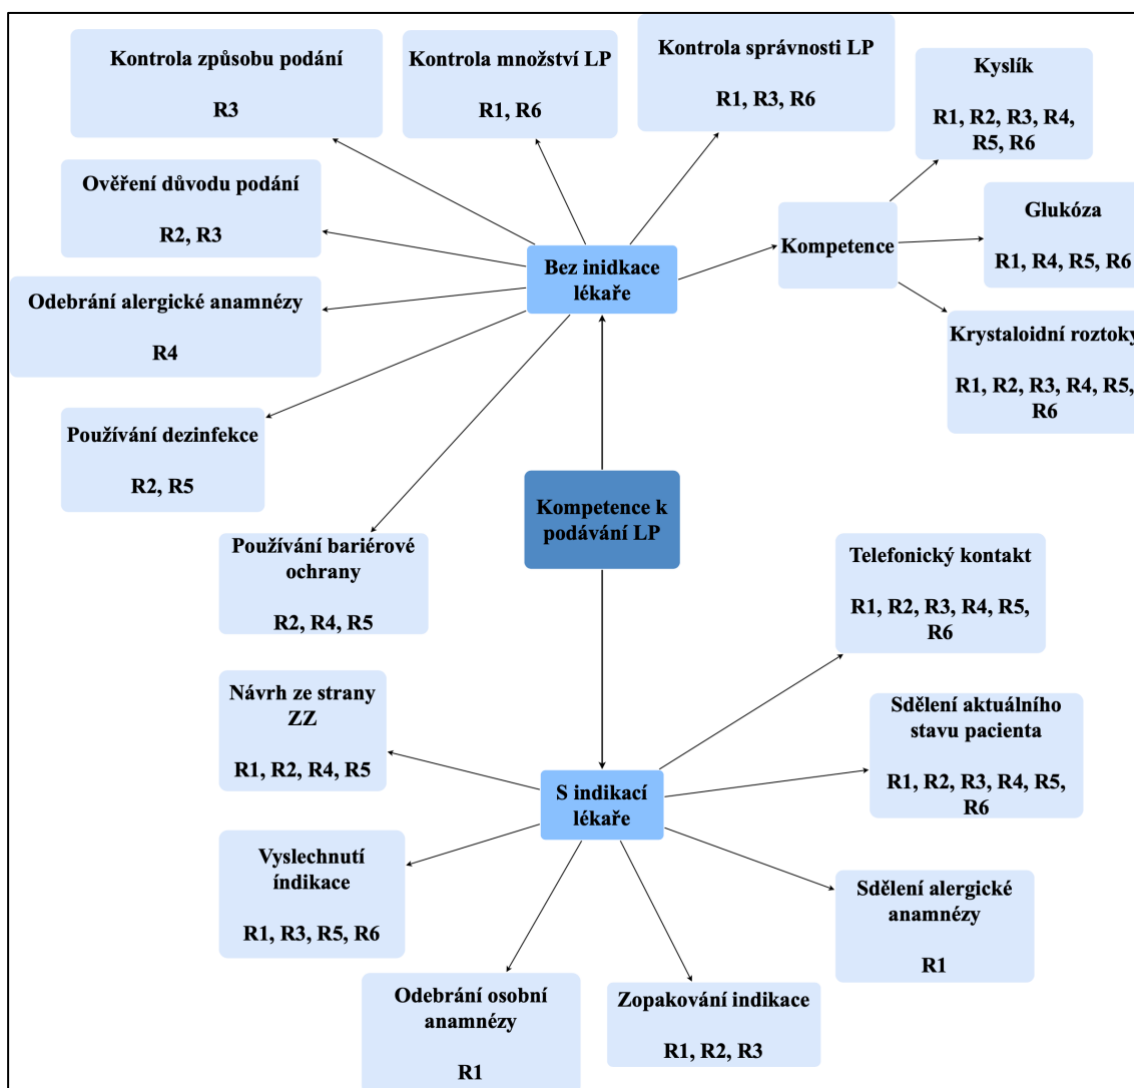 Kontrola způsobu podání
R3
Kontrola množství LP
R1, R6
Kontrola správnosti LP
R1, R3, R6
Kyslík
R1, R2, R3, R4,
R5, R6
Ověření důvodu podání
R2, R3
Glukóza
R1, R4, R5, R6
Kompetence
Bez inidkace
lékaře
Odebrání alergické anamnézy
R4
Krystaloidní roztoky
R1, R2, R3, R4, R5,
R6
Používání dezinfekce
R2, R5
Kompetence k
podávání LP
Používání bariérové
ochrany
R2, R4, R5
Telefonický kontakt
R1, R2, R3, R4, R5,
R6
Návrh ze strany
ZZ
R1, R2, R4, R5
Sdělení aktuálního
stavu pacienta
R1, R2, R3, R4, R5,
R6
S indikací
lékaře
Vyslechnutí
índikace
R1, R3, R5, R6
Sdělení alergické
anamnézy
R1
Odebrání osobní
anamnézy
R1
Zopakování indikace
R1, R2, R3